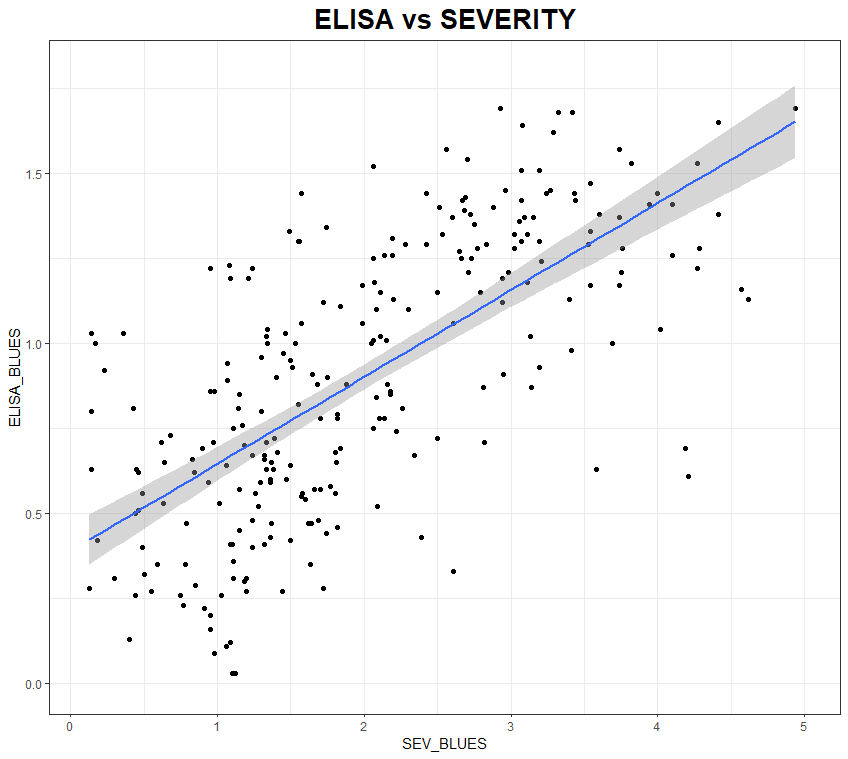 ELISA vs SEVERITY
ELISA_BLUES
1.5
1.0
0.5
0.0
0 1 2 3 4 5
SEV_BLUES